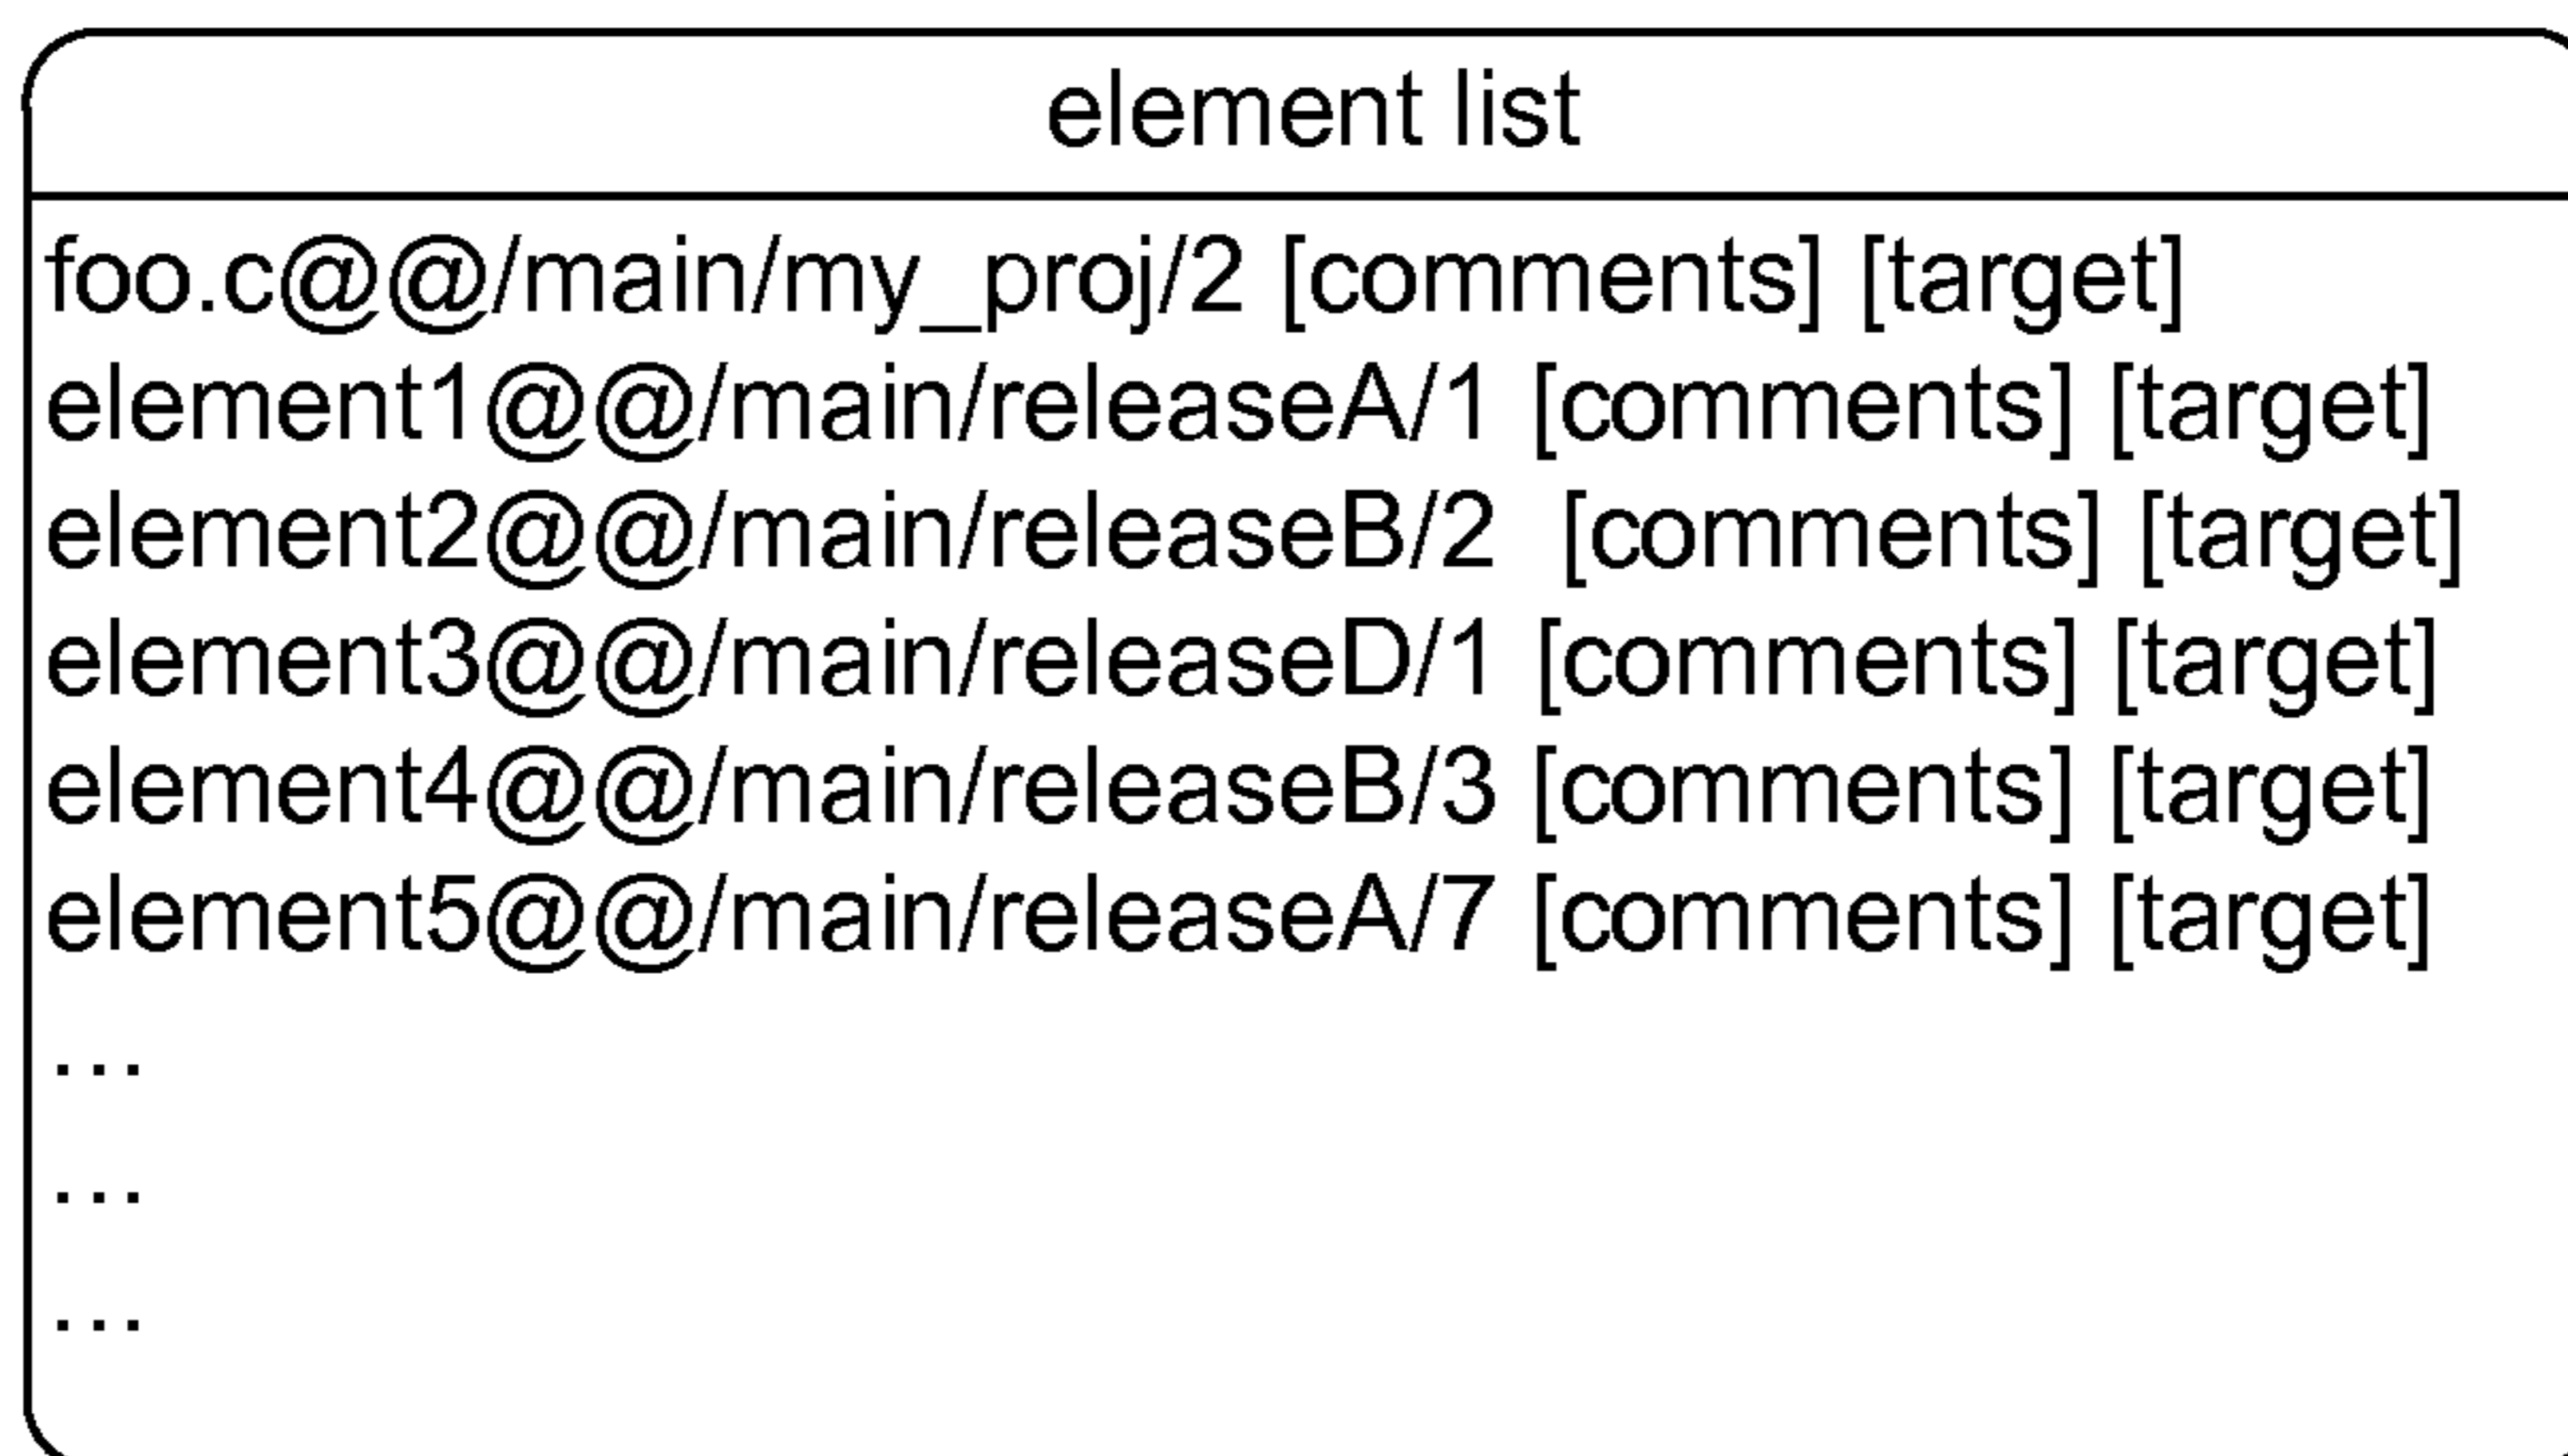 element list
foo.c@@/main/my_proj/2 [comments] [target]
element1@@/main/releaseA/1 [comments] [target]
element2@@/main/releaseB/2  [comments] [target]
element3@@/main/releaseD/1 [comments] [target]
element4@@/main/releaseB/3 [comments] [target]
element5@@/main/releaseA/7 [comments] [target]
...
...
...